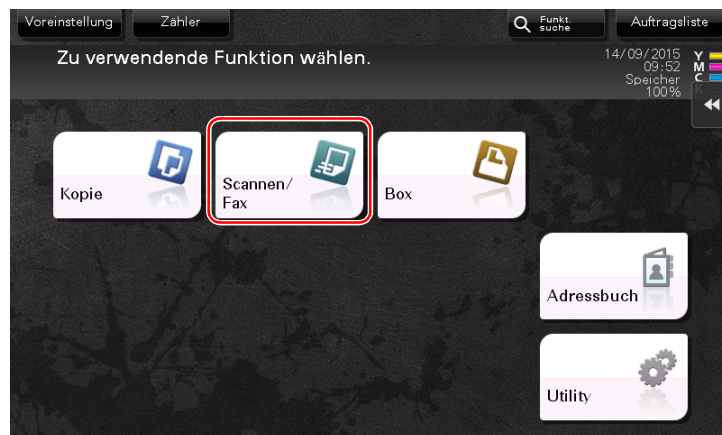 Voreinstellung Zähler Funkt. Auftragsliste
suche
Zu verwendende Funktion wählen.
14/09/2015 Y
09:52 M
Speicher C
100% K
Kopie
Scannen/
Fax
Box
Adressbuch
Utility